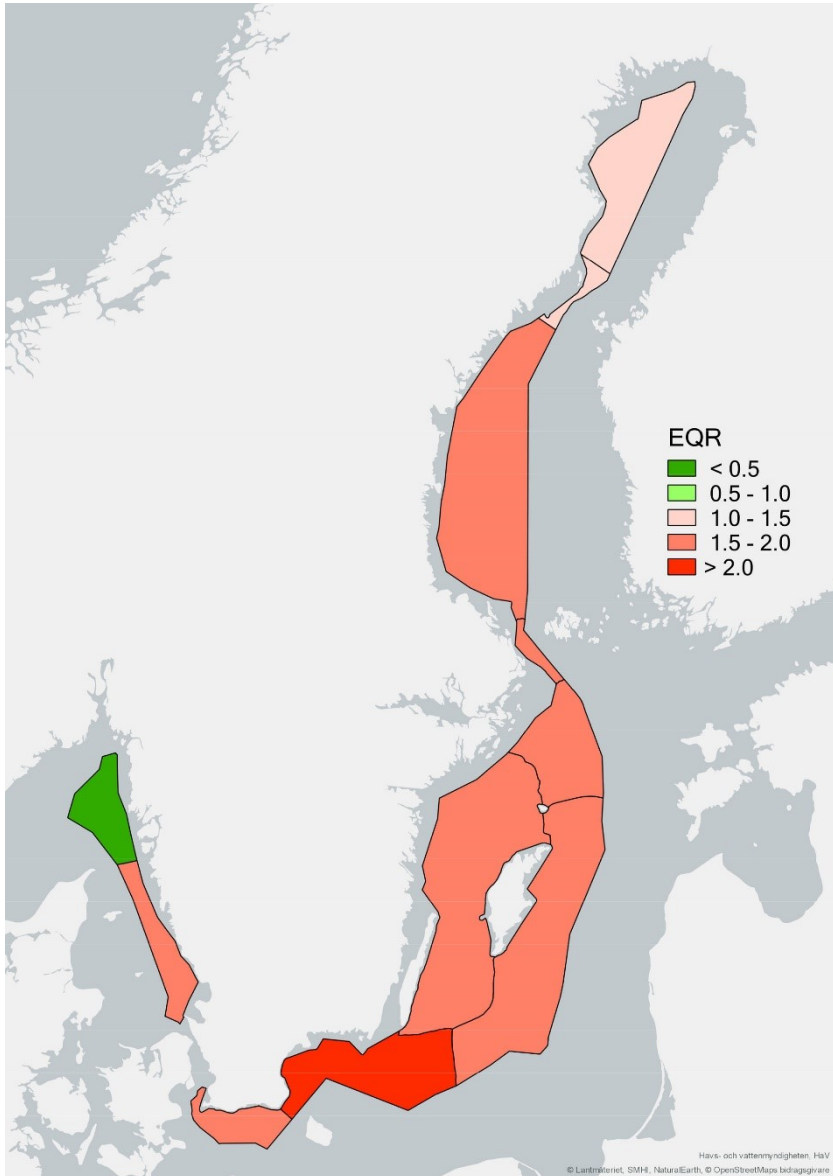 EQR
< 0.5
0.5 - 1.0
1.0 - 1.5
1.5 - 2.0
> 2.0
Havs- och vattenmyndigheten, HaV
© Lantmäteriet, SMHI, NaturalEarth, © OpenStreetMaps bidragsgivare